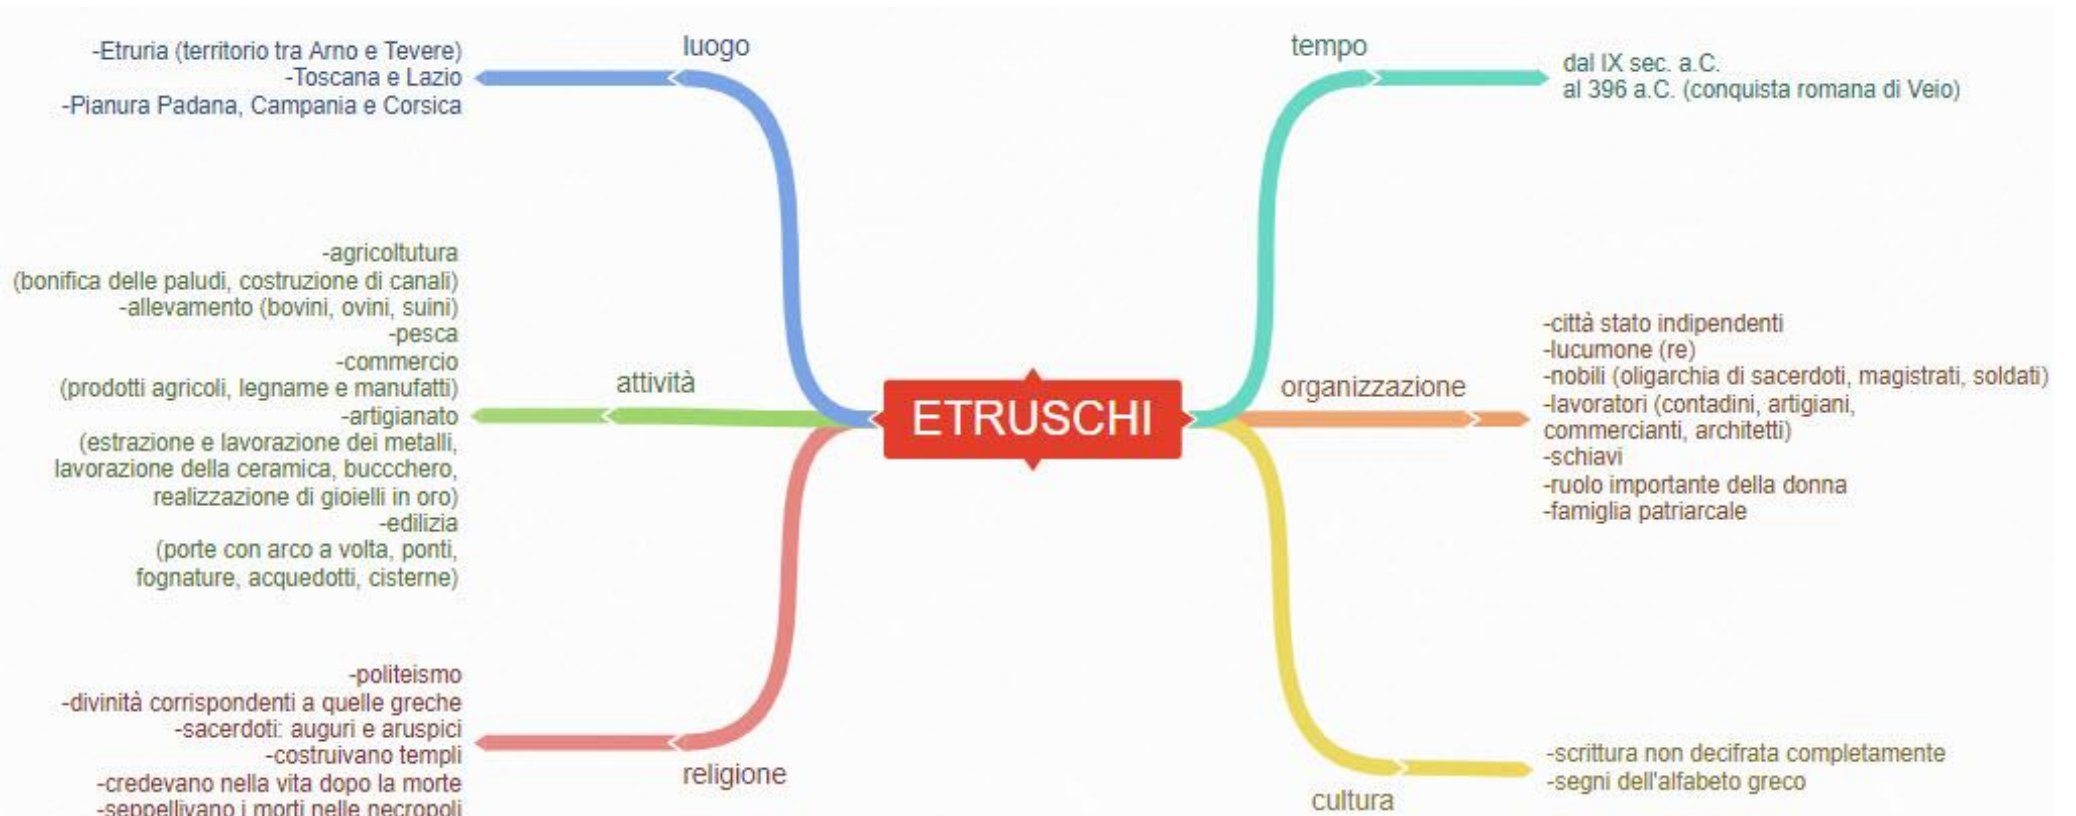 luogo
-Etruria (territorio tra Arno e Tevere)
-Toscana e Lazio
-Pianura Padana, Campania e Corsica
tempo
dal IX sec. a.C.
al 396 a.C. (conquista romana di Veio)
-agricoltutura
(bonifica delle paludi, costruzione di canali)
-allevamento (bovini, ovini, suini)
-pesca
-commercio
(prodotti agricoli, legname e manufatti)
-artigianato
(estrazione e lavorazione dei metalli,
lavorazione della ceramica, buccchero,
realizzazione di gioielli in oro)
-edilizia
(porte con arco a volta, ponti,
fognature, acquedotti, cisterne)
attività
ETRUSCHI
organizzazione
-città stato indipendenti
-lucumone (re)
-nobili (oligarchia di sacerdoti, magistrati, soldati)
-lavoratori (contadini, artigiani,
commercianti, architetti)
-schiavi
-ruolo importante della donna
-famiglia patriarcale
-politeismo
-divinità corrispondenti a quelle greche
-sacerdoti: auguri e aruspici
-costruivano templi
-credevano nella vita dopo la morte
-seppellivano i morti nelle necropoli
religione
cultura
-scrittura non decifrata completamente
-segni dell'alfabeto greco